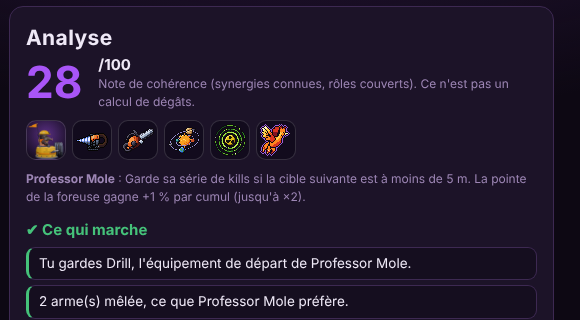 Analyse
28
/100
Note de cohérence (synergies connues, rôles couverts). Ce n'est pas un
calcul de dégâts.
Professor Mole : Garde sa série de kills si la cible suivante est à moins de 5 m. La pointe
de la foreuse gagne +1 % par cumul (jusqu'à ×2).
✔ Ce qui marche
Tu gardes Drill, l'équipement de départ de Professor Mole.
2 arme(s) mêlée, ce que Professor Mole préfère.